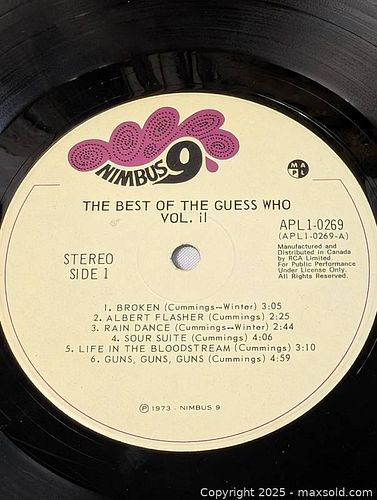 NIMBUS 9
M A
P L
THE BEST OF THE GUESS WHO
VOL. iI
APL1-0269
(APL1-0269-A)
STEREO
SIDE 1
Manufactured and
Distributed in Canada
by RCA Limited.
For Public Performance
Under License Only.
All Rights Reserved.
1. BROKEN (Cummings--Winter) 3:05
2. ALBERT FLASHER (Cummings) 2:25
3. RAIN DANCE (Cummings--Winter) 2:44
4. SOUR SUITE (Cummings) 4:06
5. LIFE IN THE BLOODSTREAM (Cummings) 3:10
6. GUNS, GUNS, GUNS (Cummings) 4:59
Ⓟ 1973 - NIMBUS 9
Copyright © 2025 - maxsold.com